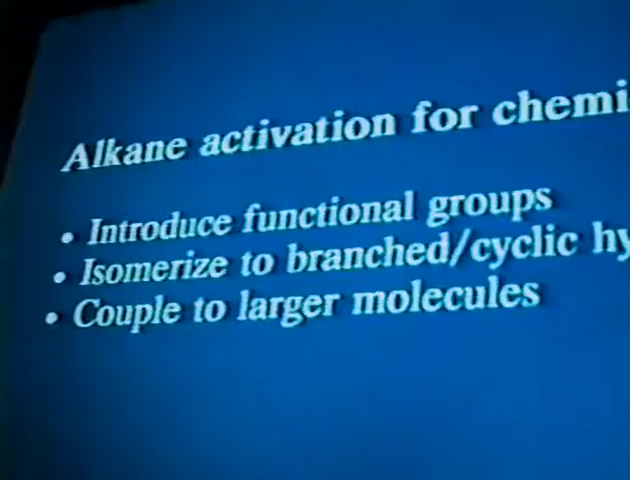 Alkane activation for chemi
• Introduce functional groups
• Isomerize to branched/cyclic hy
• Couple to larger molecules